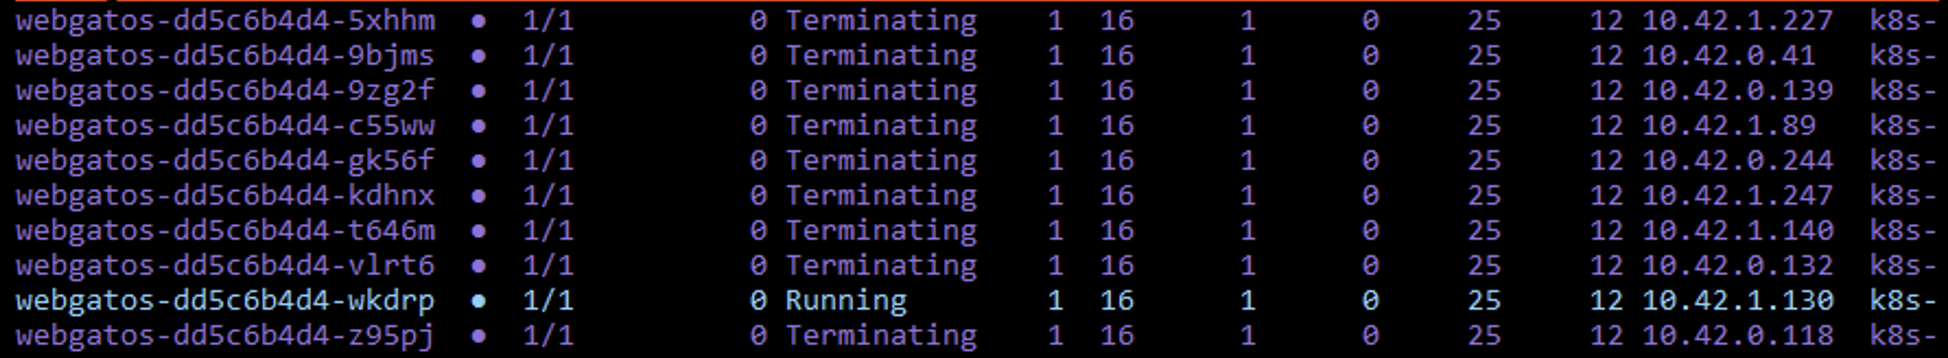 webgatos-dd5c6b4d4-5xhhm ● 1/1 0 Terminating 1 16 1 0 25 12 10.42.1.227 k8s-
webgatos-dd5c6b4d4-9bjms ● 1/1 0 Terminating 1 16 1 0 25 12 10.42.0.41 k8s-
webgatos-dd5c6b4d4-9zg2f ● 1/1 0 Terminating 1 16 1 0 25 12 10.42.0.139 k8s-
webgatos-dd5c6b4d4-c55ww ● 1/1 0 Terminating 1 16 1 0 25 12 10.42.1.89 k8s-
webgatos-dd5c6b4d4-gk56f ● 1/1 0 Terminating 1 16 1 0 25 12 10.42.0.244 k8s-
webgatos-dd5c6b4d4-kdhnx ● 1/1 0 Terminating 1 16 1 0 25 12 10.42.1.247 k8s-
webgatos-dd5c6b4d4-t646m ● 1/1 0 Terminating 1 16 1 0 25 12 10.42.1.140 k8s-
webgatos-dd5c6b4d4-vlrt6 ● 1/1 0 Terminating 1 16 1 0 25 12 10.42.0.132 k8s-
webgatos-dd5c6b4d4-wkdrp ● 1/1 0 Running 1 16 1 0 25 12 10.42.1.130 k8s-
webgatos-dd5c6b4d4-z95pj ● 1/1 0 Terminating 1 16 1 0 25 12 10.42.0.118 k8s-